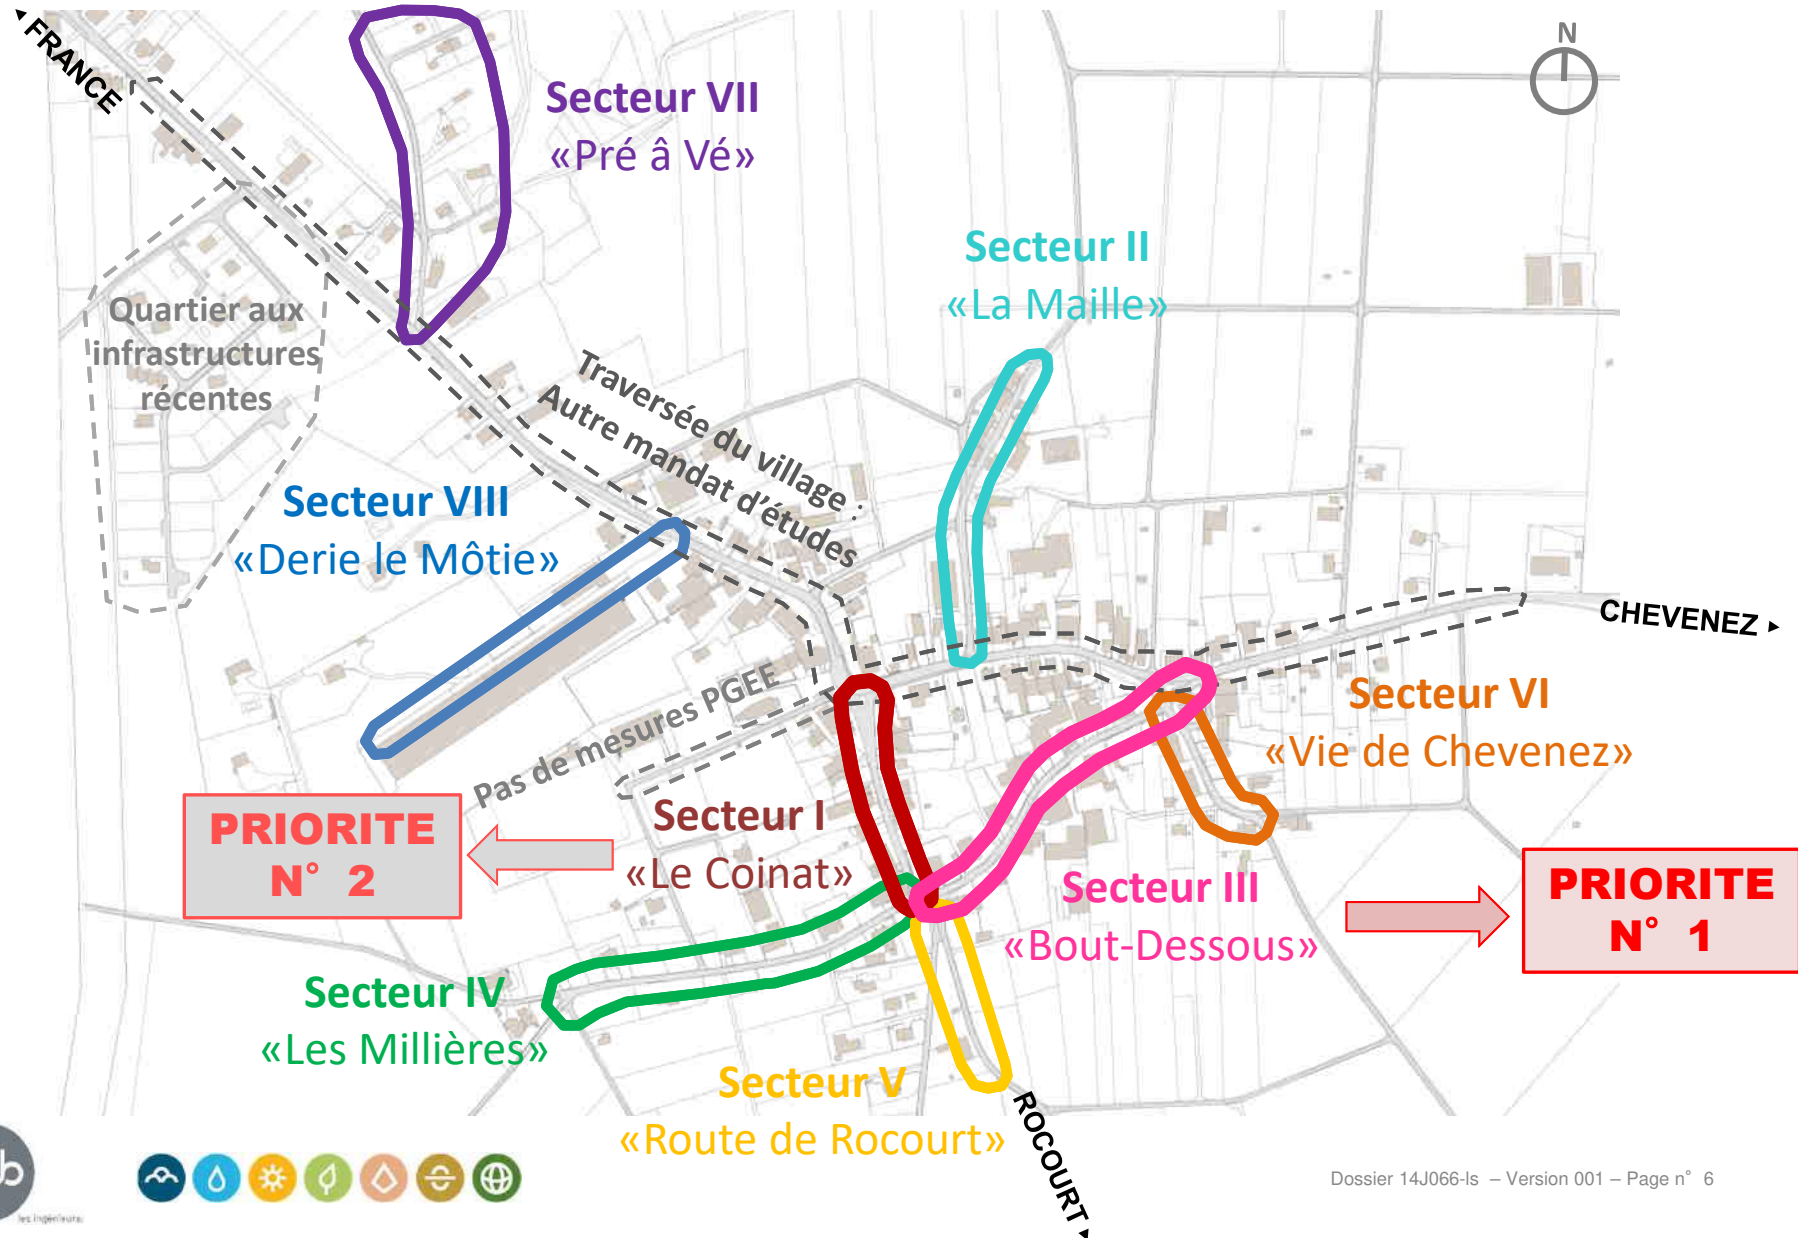 ◄ FRANCE
N
Secteur VII
«Pré â Vé»
Secteur II
«La Maille»
Quartier aux
infrastructures
récentes
Traversée du village :
Autre mandat d'études
Secteur VIII
«Derie le Môtie»
CHEVENEZ ►
Pas de mesures PGEE
Secteur VI
«Vie de Chevenez»
PRIORITE
N° 2
Secteur I
«Le Coinat»
Secteur III
«Bout-Dessous»
PRIORITE
N° 1
Secteur IV
«Les Millières»
Secteur V
«Route de Rocourt»
ROCOURT ►
b
les ingénieurs
Dossier 14J066-ls – Version 001 – Page n° 6